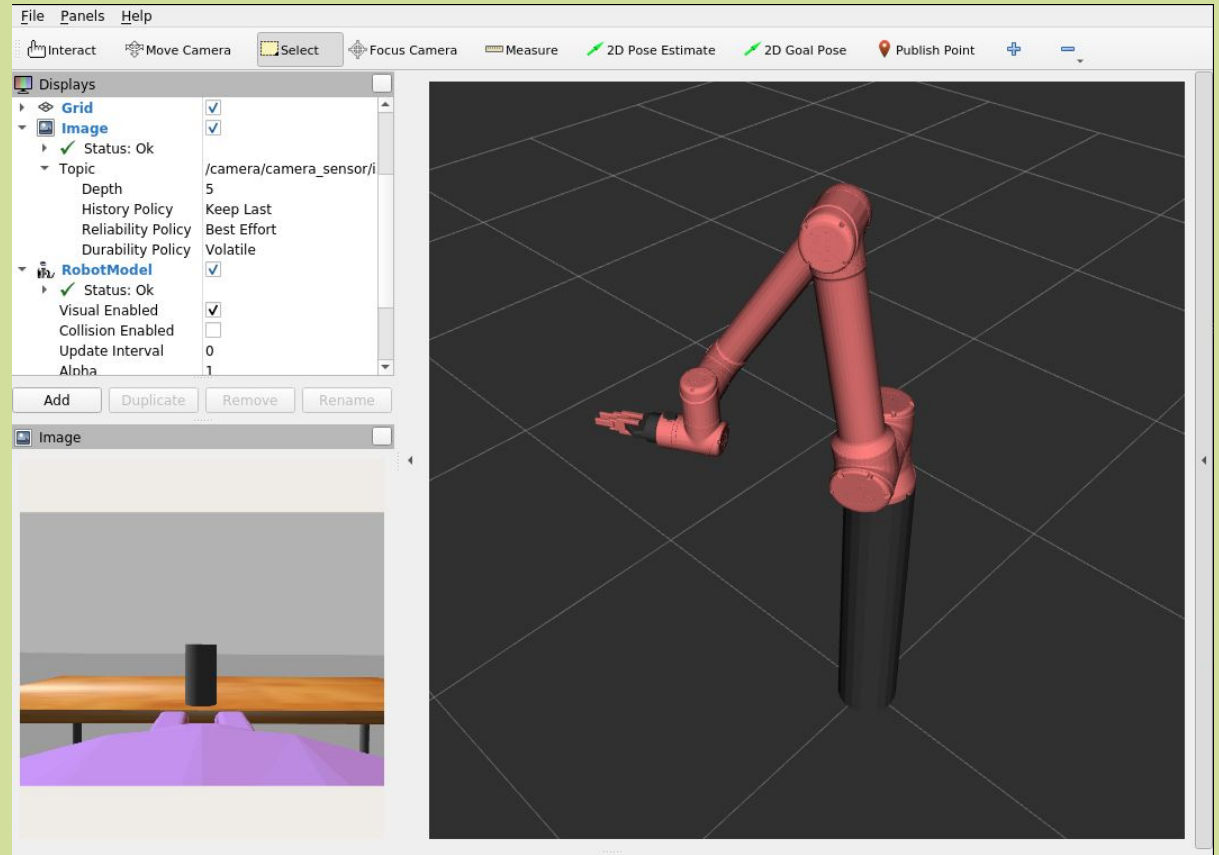 File Panels Help
Interact Move Camera Select Focus Camera Measure 2D Pose Estimate 2D Goal Pose Publish Point
Displays
Grid
Image
Status: Ok
Topic /camera/camera_sensor/i
Depth 5
History Policy Keep Last
Reliability Policy Best Effort
Durability Policy Volatile
RobotModel
Status: Ok
Visual Enabled
Collision Enabled
Update Interval 0
Alpha 1
Add Duplicate Remove Rename
Image